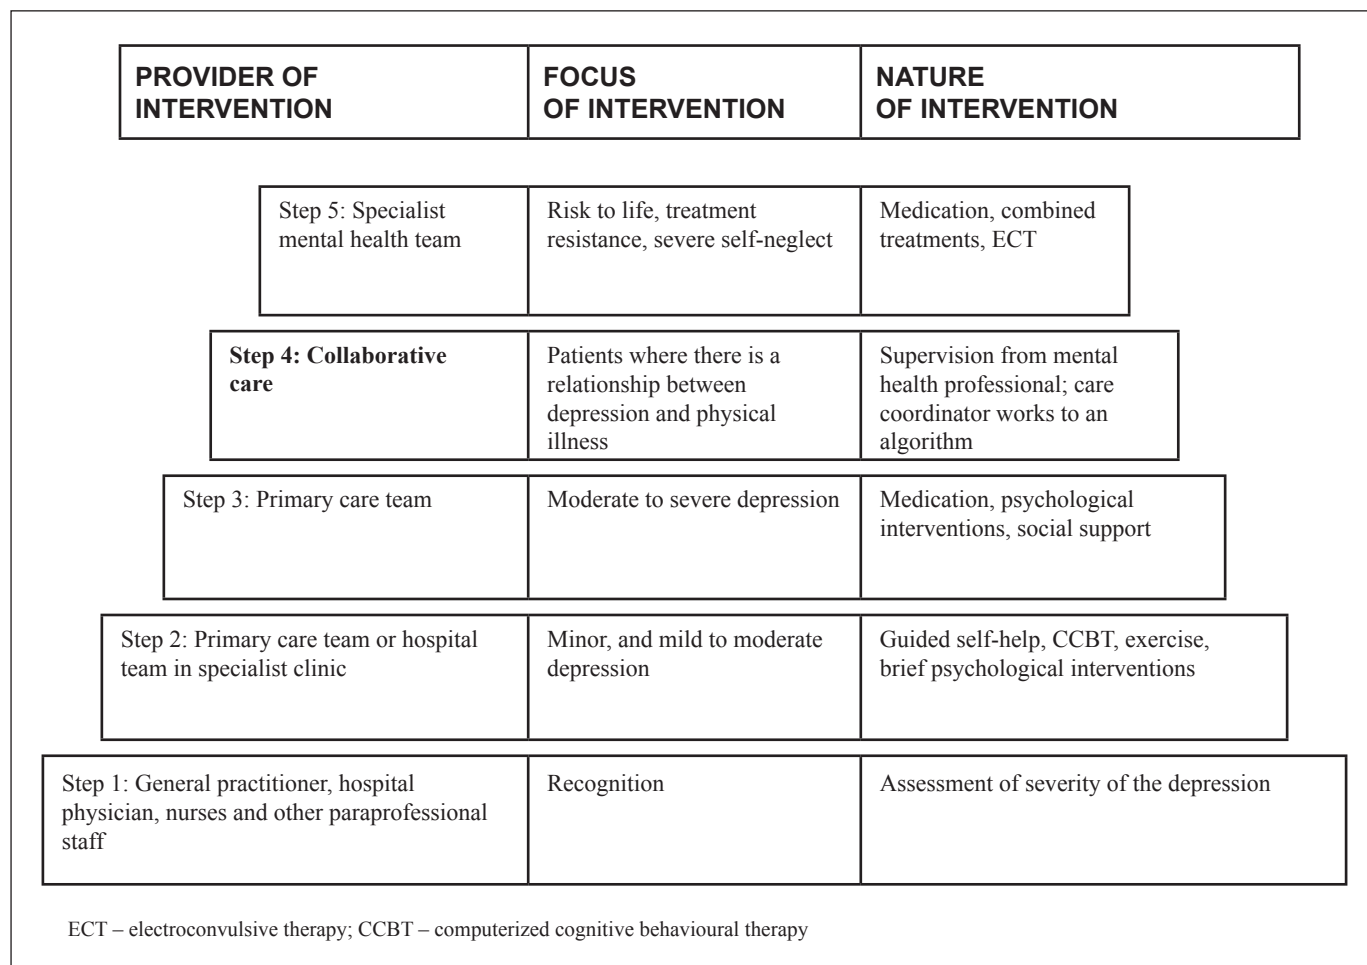 PROVIDER OF
INTERVENTION
FOCUS
OF INTERVENTION
NATURE
OF INTERVENTION
Step 5: Specialist
mental health team
Risk to life, treatment
resistance, severe self-neglect
Medication, combined
treatments, ECT
Step 4: Collaborative
care
Patients where there is a
relationship between
depression and physical
illness
Supervision from mental
health professional; care
coordinator works to an
algorithm
Step 3: Primary care team
Moderate to severe depression
Medication, psychological
interventions, social support
Step 2: Primary care team or hospital
team in specialist clinic
Minor, and mild to moderate
depression
Guided self-help, CCBT, exercise,
brief psychological interventions
Step 1: General practitioner, hospital
physician, nurses and other paraprofessional
staff
Recognition
Assessment of severity of the depression
ECT – electroconvulsive therapy; CCBT – computerized cognitive behavioural therapy